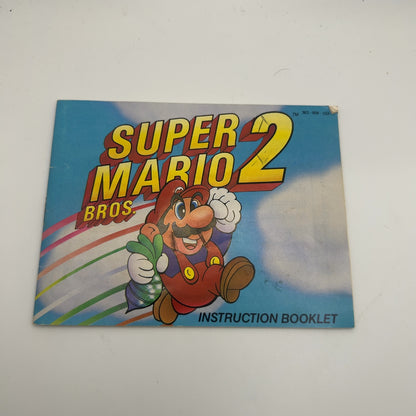 SUPER
MARIO 2
BROS.
INSTRUCTION BOOKLET